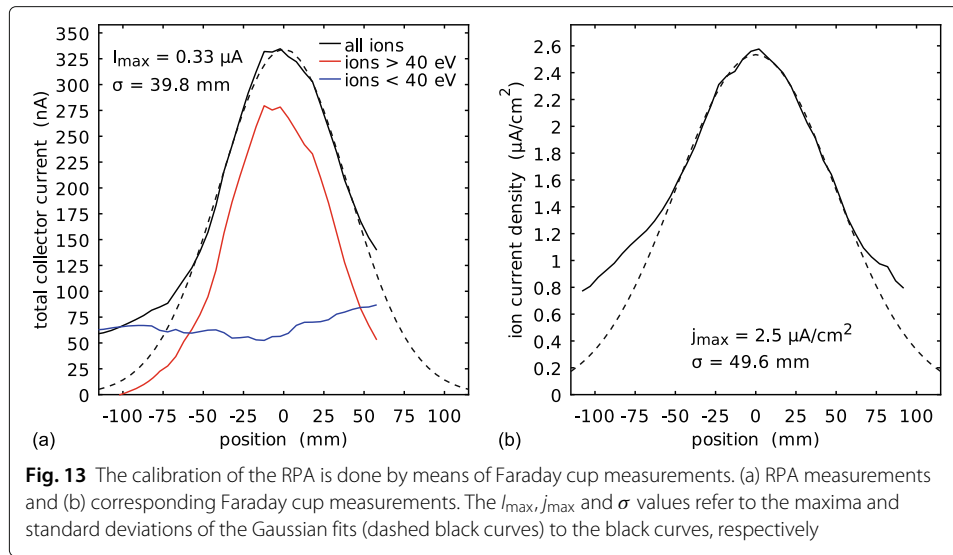 total collector current (nA)
350
325
300
275
250
225
200
175
150
125
100
75
50
25
0
Imax = 0.33 µA
σ = 39.8 mm
all ions
ions > 40 eV
ions < 40 eV
-100 -75 -50 -25 0 25 50 75 100
(a) position (mm)
ion current density (µA/cm²)
2.6
2.4
2.2
2
1.8
1.6
1.4
1.2
1
0.8
0.6
0.4
0.2
0
jmax = 2.5 µA/cm²
σ = 49.6 mm
-100 -75 -50 -25 0 25 50 75 100
(b) position (mm)
Fig. 13 The calibration of the RPA is done by means of Faraday cup measurements. (a) RPA measurements
and (b) corresponding Faraday cup measurements. The Imax, jmax and σ values refer to the maxima and
standard deviations of the Gaussian fits (dashed black curves) to the black curves, respectively